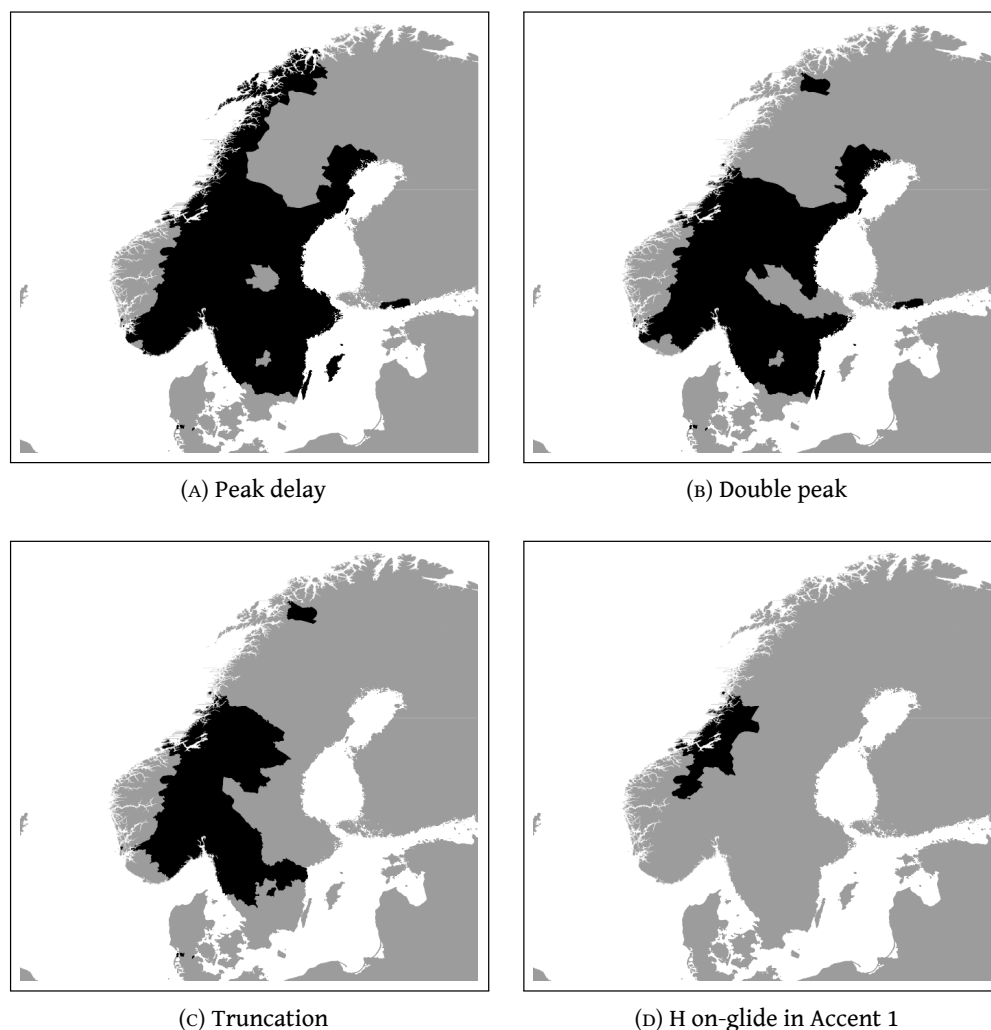 (A) Peak delay
(B) Double peak
(C) Truncation
(D) H on-glide in Accent 1